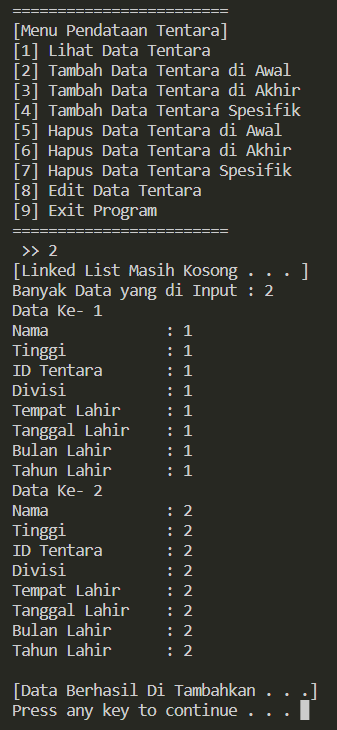 ========================
[Menu Pendataan Tentara]
[1] Lihat Data Tentara
[2] Tambah Data Tentara di Awal
[3] Tambah Data Tentara di Akhir
[4] Tambah Data Tentara Spesifik
[5] Hapus Data Tentara di Awal
[6] Hapus Data Tentara di Akhir
[7] Hapus Data Tentara Spesifik
[8] Edit Data Tentara
[9] Exit Program
========================
 >> 2
[Linked List Masih Kosong . . . ]
Banyak Data yang di Input : 2
Data Ke- 1
Nama             : 1
Tinggi           : 1
ID Tentara       : 1
Divisi           : 1
Tempat Lahir     : 1
Tanggal Lahir    : 1
Bulan Lahir      : 1
Tahun Lahir      : 1
Data Ke- 2
Nama             : 2
Tinggi           : 2
ID Tentara       : 2
Divisi           : 2
Tempat Lahir     : 2
Tanggal Lahir    : 2
Bulan Lahir      : 2
Tahun Lahir      : 2

[Data Berhasil Di Tambahkan . . .]
Press any key to continue . . .